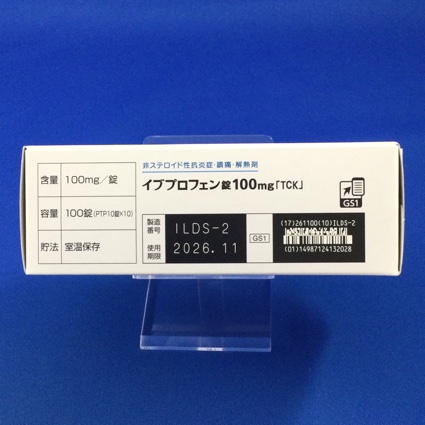 非ステロイド性抗炎症・鎮痛・解熱剤
イブプロフェン錠100mg「TCK」
含量 100mg／錠
容量 100錠(PTP10錠×10)
貯法 室温保存
製造番号 ILDS-2
使用期限 2026.11
GS1
GS1
(17)261100(10)ILDS-2
(01)14987124132028